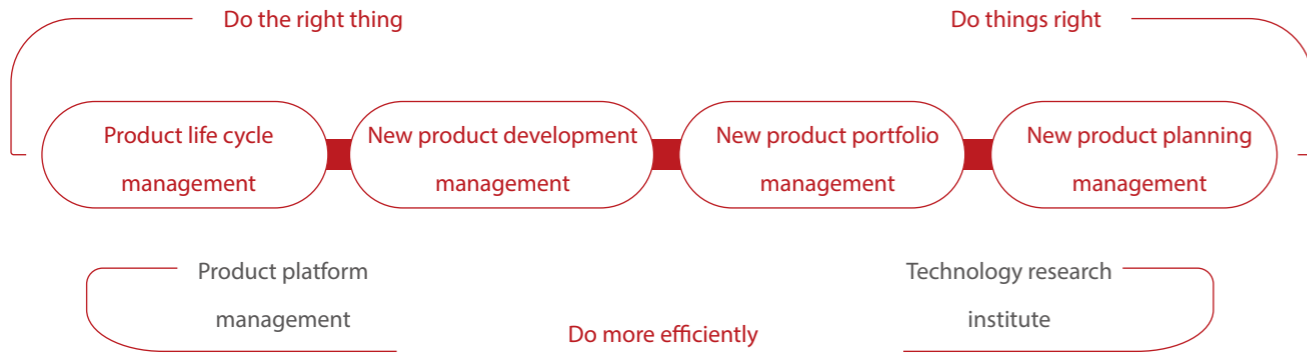 Do the right thing
Do things right
Product life cycle
management
New product development
management
New product portfolio
management
New product planning
management
Product platform
management
Technology research
institute
Do more efficiently